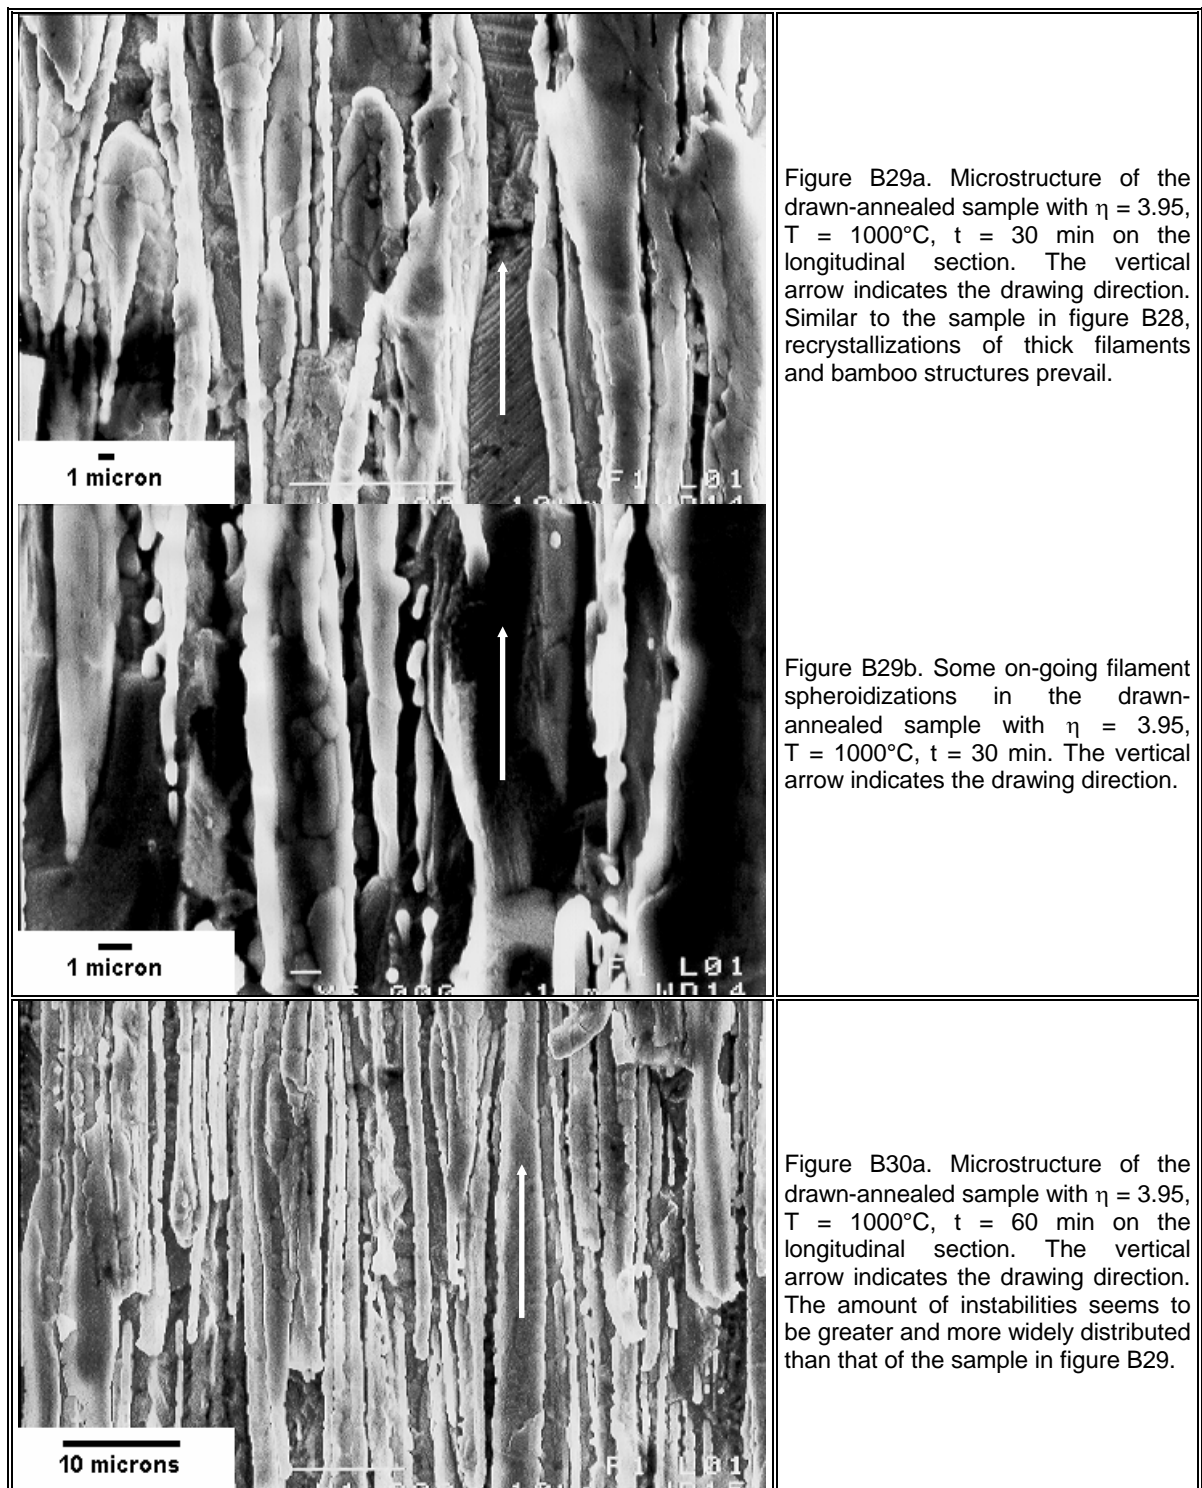 Figure B29a. Microstructure of the
drawn-annealed sample with η = 3.95,
T = 1000°C, t = 30 min on the
longitudinal section. The vertical
arrow indicates the drawing direction.
Similar to the sample in figure B28,
recrystallizations of thick filaments
and bamboo structures prevail.
1 micron
F1 L01
Figure B29b. Some on-going filament
spheroidizations in the drawn-
annealed sample with η = 3.95,
T = 1000°C, t = 30 min. The vertical
arrow indicates the drawing direction.
1 micron
F1 L01
Figure B30a. Microstructure of the
drawn-annealed sample with η = 3.95,
T = 1000°C, t = 60 min on the
longitudinal section. The vertical
arrow indicates the drawing direction.
The amount of instabilities seems to
be greater and more widely distributed
than that of the sample in figure B29.
10 microns
F1 L01